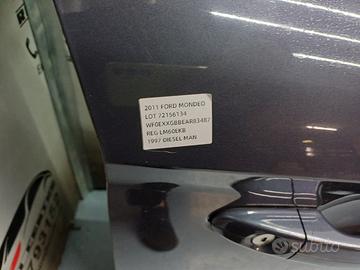 2011 FORD MONDEO
LOT 72156134
WF0EXXGBBEAR83487
REG LM60EKB
1997 DIESEL MAN
subito